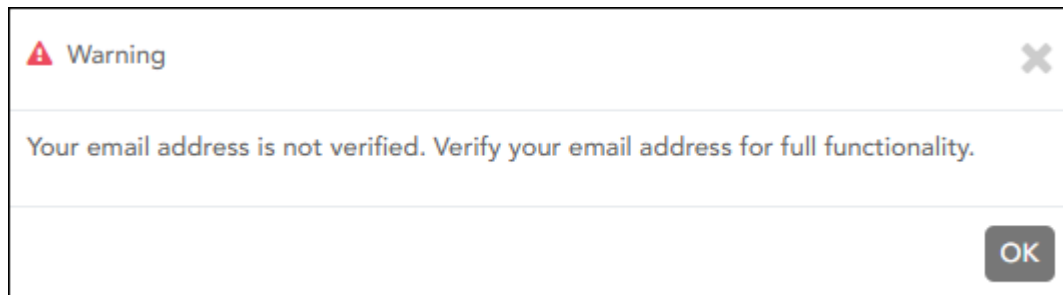 Warning
Your email address is not verified. Verify your email address for full functionality.
OK